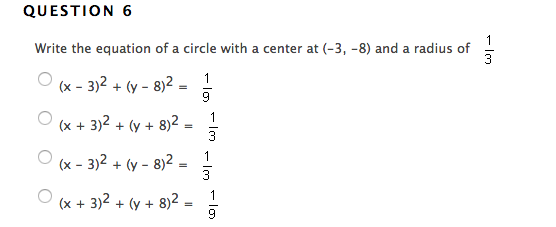 QUESTION 6
Write the equation of a circle with a center at (-3, -8) and a radius of 1/3
(x - 3)2 + (y - 8)2 = 1/9
(x + 3)2 + (y + 8)2 = 1/3
(x - 3)2 + (y - 8)2 = 1/3
(x + 3)2 + (y + 8)2 = 1/9